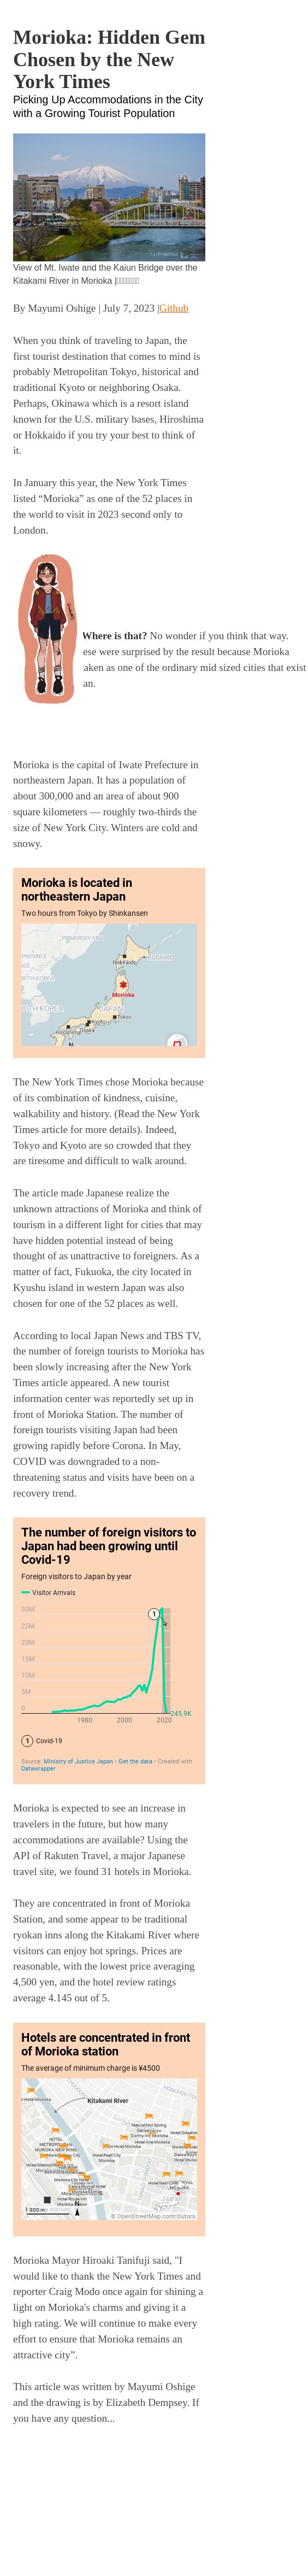 Morioka: Hidden Gem
Chosen by the New
York Times
Picking Up Accommodations in the City
with a Growing Tourist Population
View of Mt. Iwate and the Kaiun Bridge over the
Kitakami River in Morioka |
By Mayumi Oshige | July 7, 2023 |Github
When you think of traveling to Japan, the
first tourist destination that comes to mind is
probably Metropolitan Tokyo, historical and
traditional Kyoto or neighboring Osaka.
Perhaps, Okinawa which is a resort island
known for the U.S. military bases, Hiroshima
or Hokkaido if you try your best to think of
it.
In January this year, the New York Times
listed “Morioka” as one of the 52 places in
the world to visit in 2023 second only to
London.
Where is that? No wonder if you think that way.
ese were surprised by the result because Morioka
aken as one of the ordinary mid sized cities that exist
an.
Morioka is the capital of Iwate Prefecture in
northeastern Japan. It has a population of
about 300,000 and an area of about 900
square kilometers — roughly two-thirds the
size of New York City. Winters are cold and
snowy.
Morioka is located in
northeastern Japan
Two hours from Tokyo by Shinkansen
PRIMORSKY KRAI
PROVINCE
Hokkaido
Morioka
SOUTH KOREA
JAPAN
Tokyo
Kyoto
Osaka
Hiroshima
N
The New York Times chose Morioka because
of its combination of kindness, cuisine,
walkability and history. (Read the New York
Times article for more details). Indeed,
Tokyo and Kyoto are so crowded that they
are tiresome and difficult to walk around.
The article made Japanese realize the
unknown attractions of Morioka and think of
tourism in a different light for cities that may
have hidden potential instead of being
thought of as unattractive to foreigners. As a
matter of fact, Fukuoka, the city located in
Kyushu island in western Japan was also
chosen for one of the 52 places as well.
According to local Japan News and TBS TV,
the number of foreign tourists to Morioka has
been slowly increasing after the New York
Times article appeared. A new tourist
information center was reportedly set up in
front of Morioka Station. The number of
foreign tourists visiting Japan had been
growing rapidly before Corona. In May,
COVID was downgraded to a non-
threatening status and visits have been on a
recovery trend.
The number of foreign visitors to
Japan had been growing until
Covid-19
Foreign visitors to Japan by year
Visitor Arrivals
30M
1
25M
20M
15M
10M
5M
0
245.9K
1980 2000 2020
1 Covid-19
Source: Ministry of Justice Japan • Get the data • Created with
Datawrapper
Morioka is expected to see an increase in
travelers in the future, but how many
accommodations are available? Using the
API of Rakuten Travel, a major Japanese
travel site, we found 31 hotels in Morioka.
They are concentrated in front of Morioka
Station, and some appear to be traditional
ryokan inns along the Kitakami River where
visitors can enjoy hot springs. Prices are
reasonable, with the lowest price averaging
4,500 yen, and the hotel review ratings
average 4.145 out of 5.
Hotels are concentrated in front
of Morioka station
The average of minimum charge is ¥4500
Kitakami River
Natural Hot Spring
Dormy Inn Morioka
Hotel Ace Morioka
HOTEL
METROPOLITAN
MORIOKA NEW WING
Hotel Pearl City
Morioka
N
300 m
© OpenStreetMap contributors
Morioka Mayor Hiroaki Tanifuji said, "I
would like to thank the New York Times and
reporter Craig Modo once again for shining a
light on Morioka's charms and giving it a
high rating. We will continue to make every
effort to ensure that Morioka remains an
attractive city”.
This article was written by Mayumi Oshige
and the drawing is by Elizabeth Dempsey. If
you have any question...